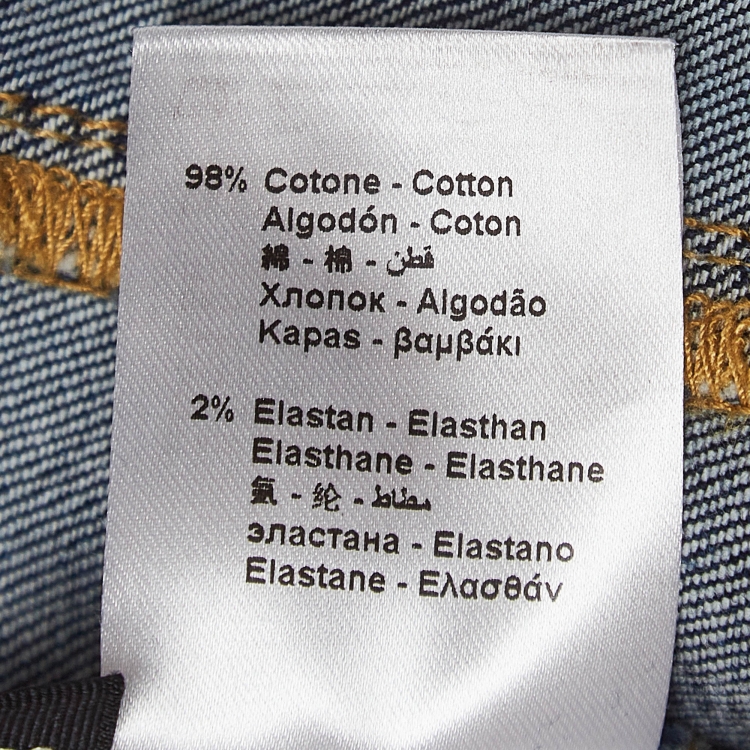 98% Cotone - Cotton
Algodón - Coton
綿 - 棉 - قطن
Хлопок - Algodão
Kapas - βαμβάκι
2% Elastan - Elasthan
Elasthane - Elasthane
氨 - 纶 - مطاط
эластана - Elastano
Elastane - Ελασθάν